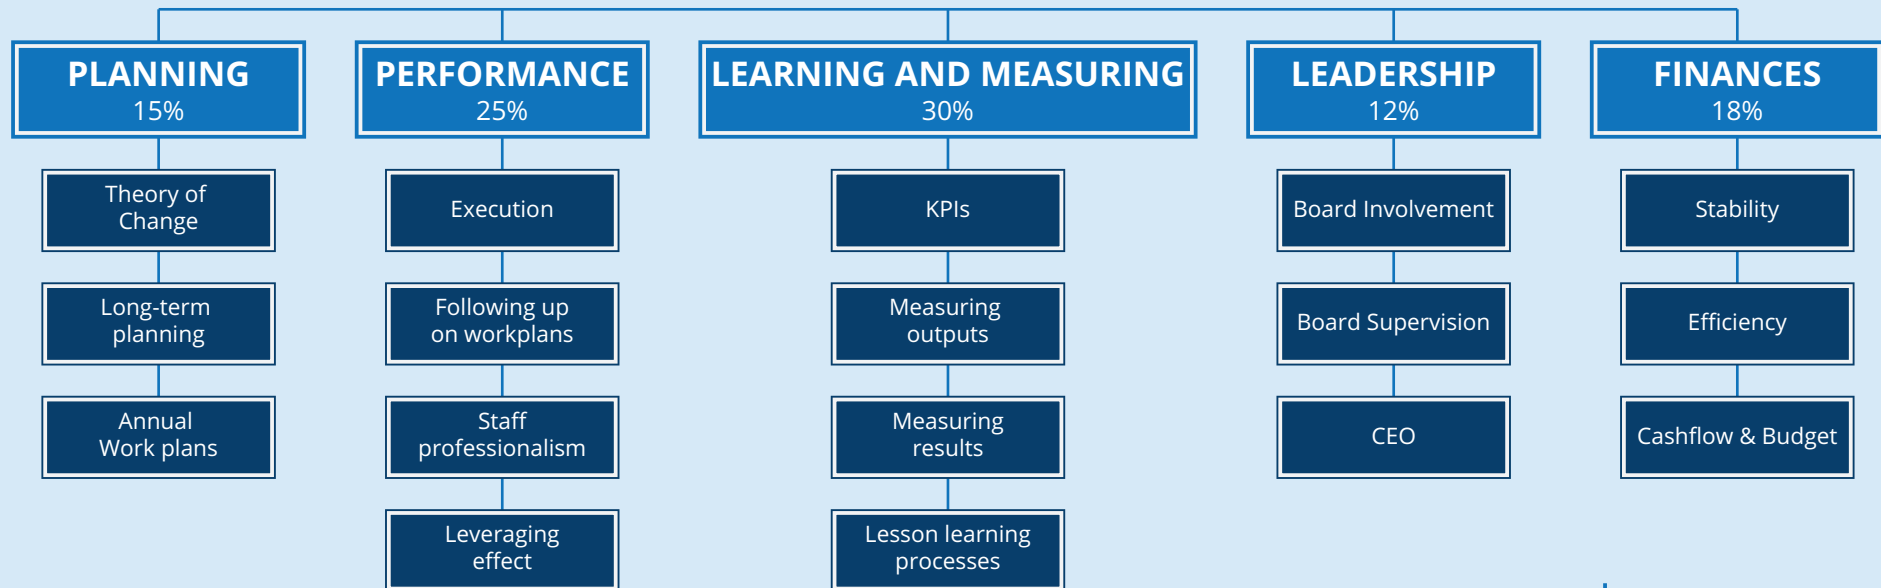 PLANNING
15%
Theory of
Change
Long-term
planning
Annual
Work plans
PERFORMANCE
25%
Execution
Following up
on workplans
Staff
professionalism
Leveraging
effect
LEARNING AND MEASURING
30%
KPIs
Measuring
outputs
Measuring
results
Lesson learning
processes
LEADERSHIP
12%
Board Involvement
Board Supervision
CEO
FINANCES
18%
Stability
Efficiency
Cashflow & Budget